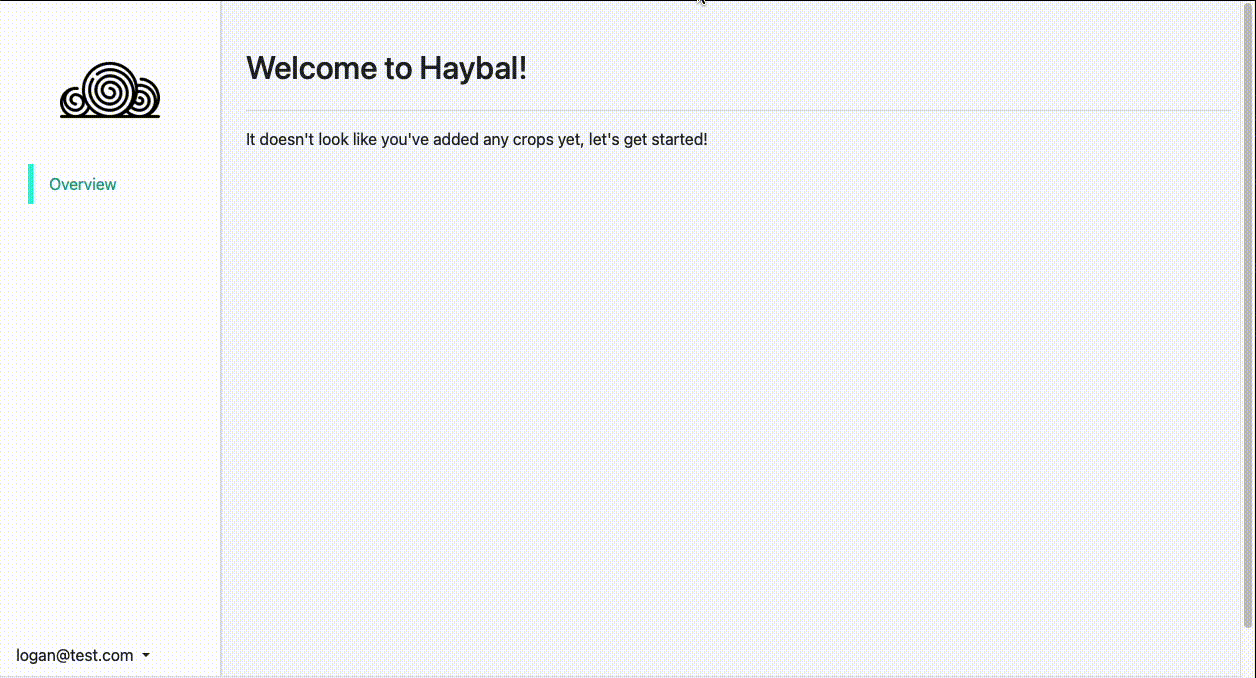 Welcome to Haybal!
It doesn't look like you've added any crops yet, let's get started!
Overview
logan@test.com